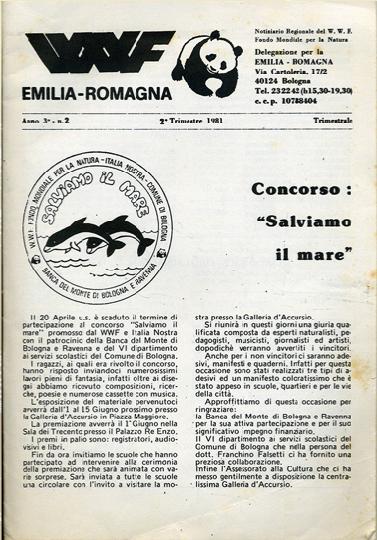 WWF
EMILIA-ROMAGNA
Notiziario Regionale del W. W. F.
Fondo Mondiale per la Natura
Delegazione per la
EMILIA - ROMAGNA
Via Cartoleria, 17/2
40124 Bologna
Tel. 232242 (h15,30-19,30)
c. c. p. 10788404
Anno 3° - n. 2
2° Trimestre 1981
Trimestrale
W.W.F. FONDO MONDIALE PER LA NATURA - ITALIA NOSTRA - COMUNE DI BOLOGNA
SALVIAMO IL MARE
BANCA DEL MONTE DI BOLOGNA E RAVENNA
Concorso :
“Salviamo
il mare”
Il 20 Aprile u.s. è scaduto il termine di
partecipazione al concorso “Salviamo il
mare” promosso dal WWF e Italia Nostra
con il patrocinio della Banca del Monte di
Bologna e Ravenna e del VI dipartimento
ai servizi scolastici del Comune di Bologna.
I ragazzi, ai quali era rivolto il concorso,
hanno risposto inviandoci numerosissimi
lavori pieni di fantasia, infatti oltre ai dise-
gni abbiamo ricevuto composizioni, ricer-
che, poesie e numerose cassette con musica.
L'esposizione del materiale pervenutoci
avverrà dall'1 al 15 Giugno prossimo presso
la Galleria d'Accursio in Piazza Maggiore.
La premiazione avverrà il 1° Giugno nella
Sala dei Trecento presso il Palazzo Re Enzo.
I premi in palio sono: registratori, audio-
visivi e libri.
Fin da ora invitiamo le scuole che hanno
partecipato ad intervenire alla cerimonia
della premiazione che sarà animata con va-
rie sorprese. Sarà inviata a tutte le scuole
una circolare con l'invito a visitare la mo-
stra presso la Galleria d'Accursio.
Si riunirà in questi giorni una giuria qua-
lificata composta da esperti naturalisti, pe-
dagogisti, musicisti, giornalisti ed artisti,
dopodichè verranno avvertiti i vincitori.
Anche per i non vincitori ci saranno ade-
sivi, manifesti e quaderni. Infatti per questa
occasione sono stati realizzati tre tipi di a-
desivi ed un manifesto coloratissimo che è
stato appeso in scuole, quartieri e per le vie
della città.
Approfittiamo di questa occasione per
ringraziare:
la Banca del Monte di Bologna e Ravenna
per la sua attiva partecipazione e per il suo
significativo impegno finanziario.
Il VI dipartimento ai servizi scolastici del
Comune di Bologna che nella persona del
dott. Franchino Falsetti ci ha fornito una
preziosa collaborazione.
Infine l'Assessorato alla Cultura che ci ha
messo gentilmente a disposizione la centra-
lissima Galleria d'Accursio.